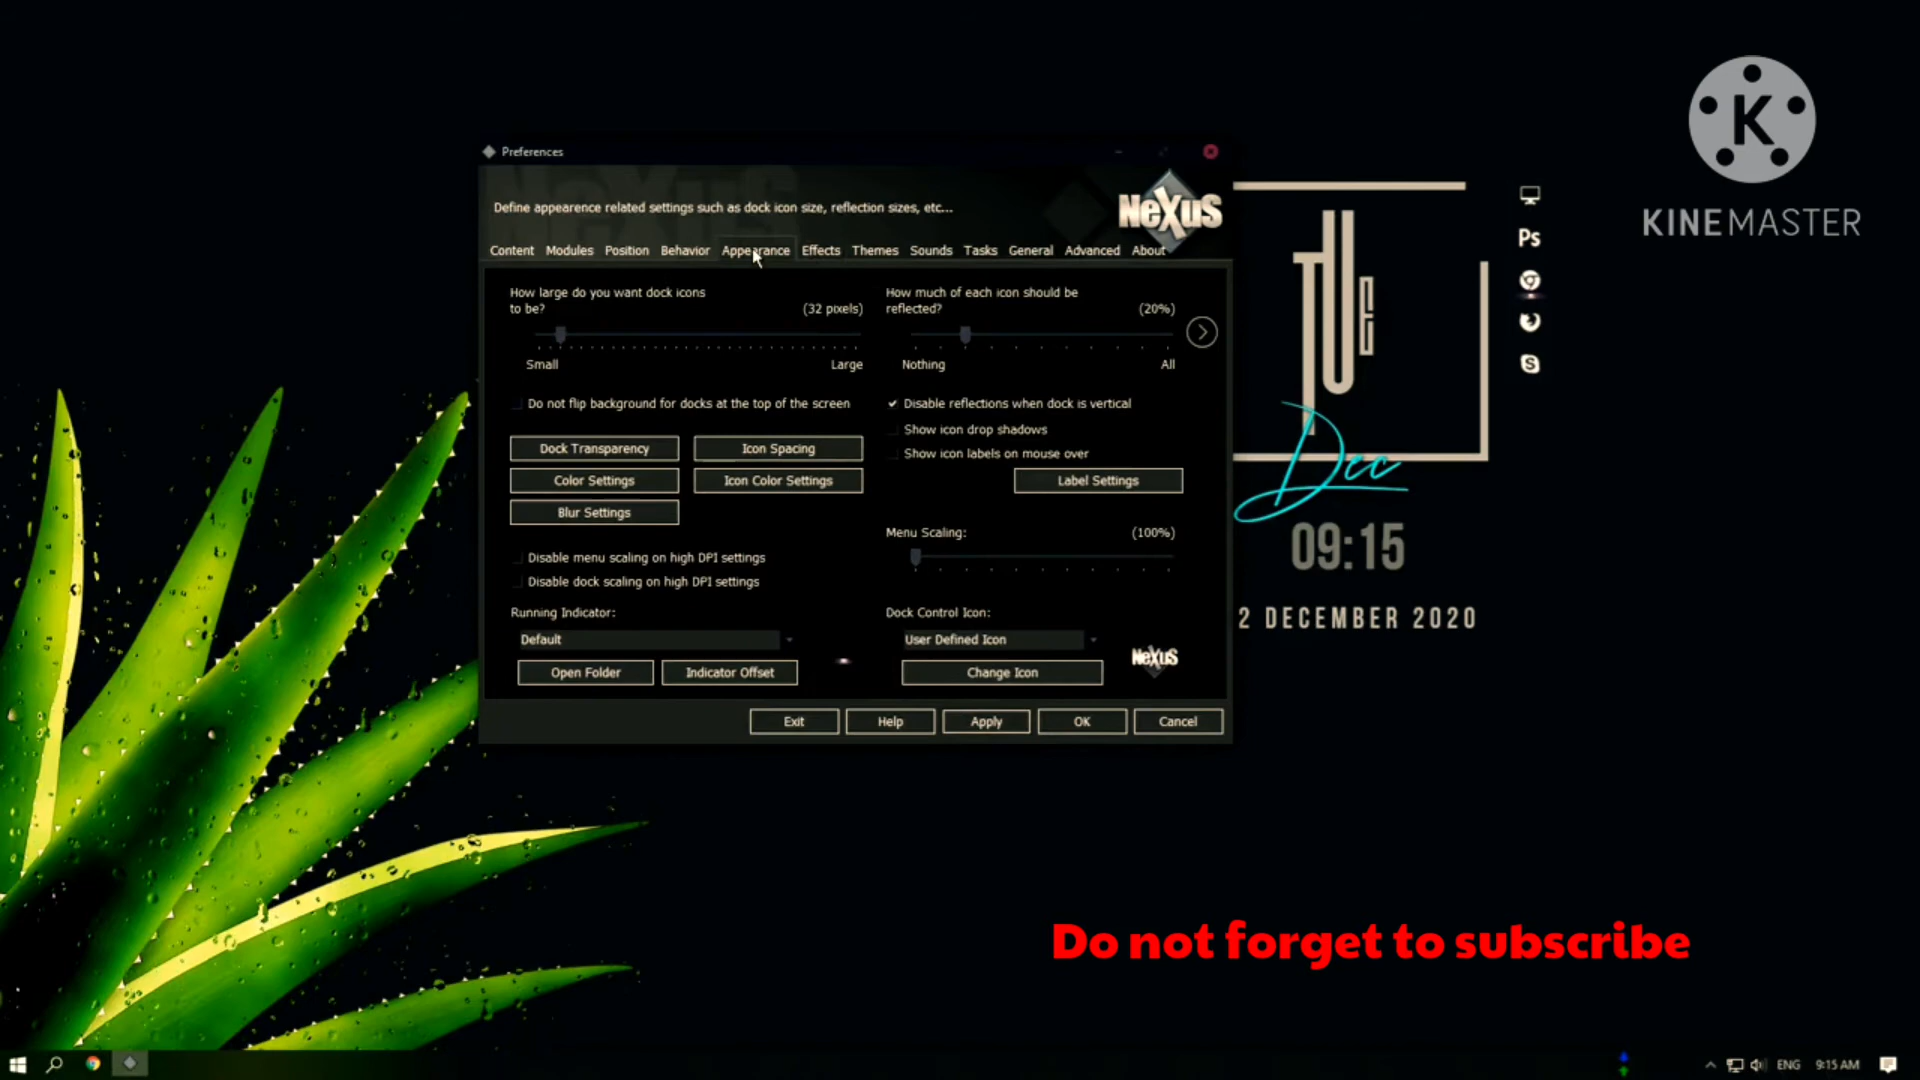 Preferences
NeXuS
Define appearence related settings such as dock icon size, reflection sizes, etc...
NeXuS
Content Modules Position Behavior Appearance Effects Themes Sounds Tasks General Advanced About
How large do you want dock icons
to be?
(32 pixels)
Small
Large
How much of each icon should be
reflected?
(20%)
Nothing
All
Do not flip background for docks at the top of the screen
Disable reflections when dock is vertical
Show icon drop shadows
Show icon labels on mouse over
Dock Transparency
Icon Spacing
Color Settings
Icon Color Settings
Label Settings
Blur Settings
Menu Scaling:
(100%)
Disable menu scaling on high DPI settings
Disable dock scaling on high DPI settings
Running Indicator:
Default
Open Folder
Indicator Offset
Dock Control Icon:
User Defined Icon
Change Icon
NeXuS
Exit
Help
Apply
OK
Cancel
K
KINEMASTER
Ps
TUE
Dec
09:15
2 DECEMBER 2020
Do not forget to subscribe
ENG
9:15 AM